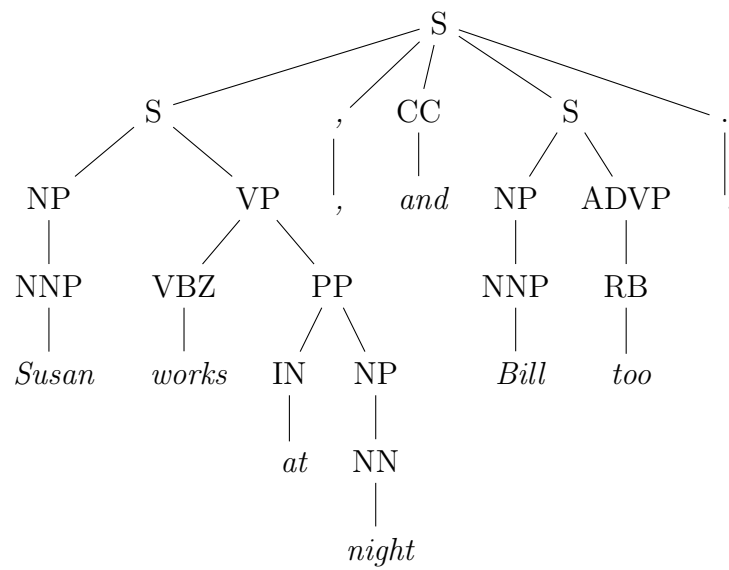 S
S , CC S .
NP VP , and NP ADVP
NNP VBZ PP NNP RB
Susan works IN NP Bill too
at NN
night